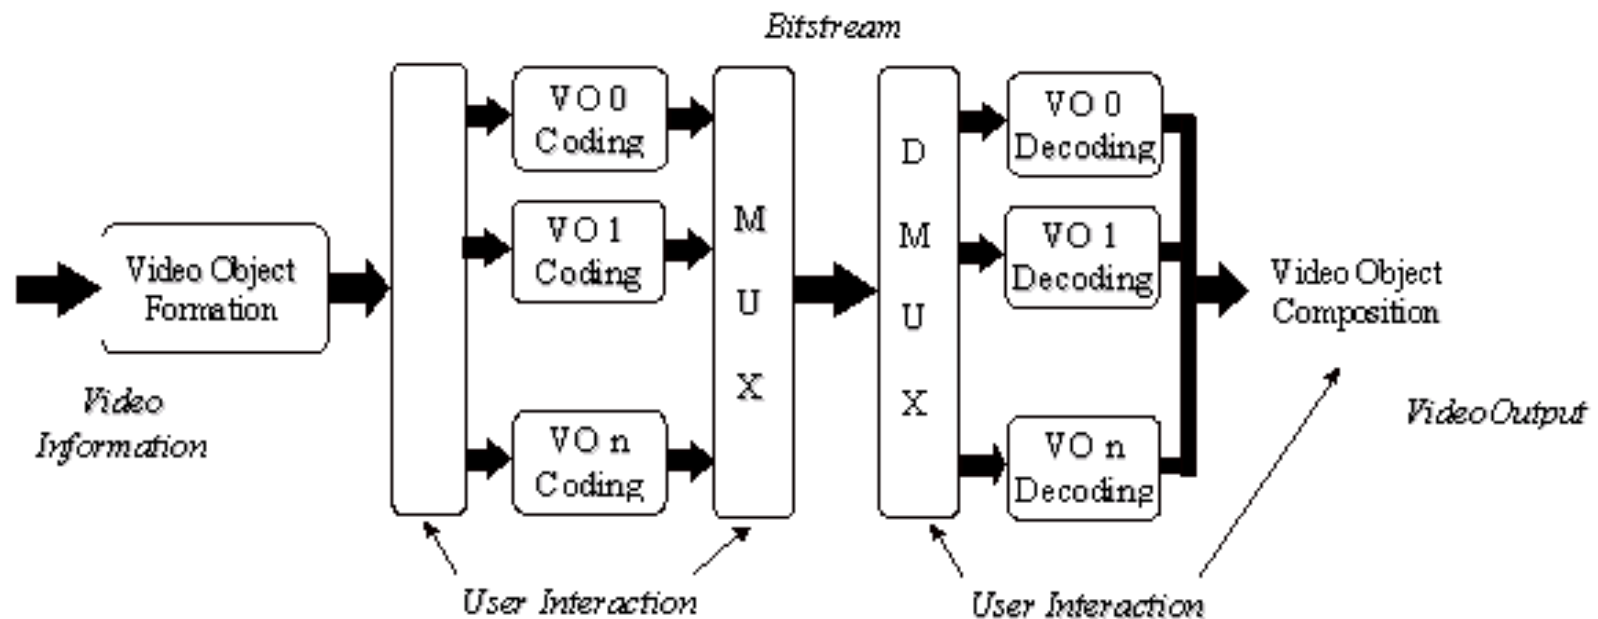 Bitstream
VO 0
Coding
VO 0
Decoding
D
M
U
X
M
U
X
VO 1
Coding
VO 1
Decoding
Video Object
Formation
Video Object
Composition
Video
Information
Video Output
VO n
Coding
VO n
Decoding
User Interaction
User Interaction